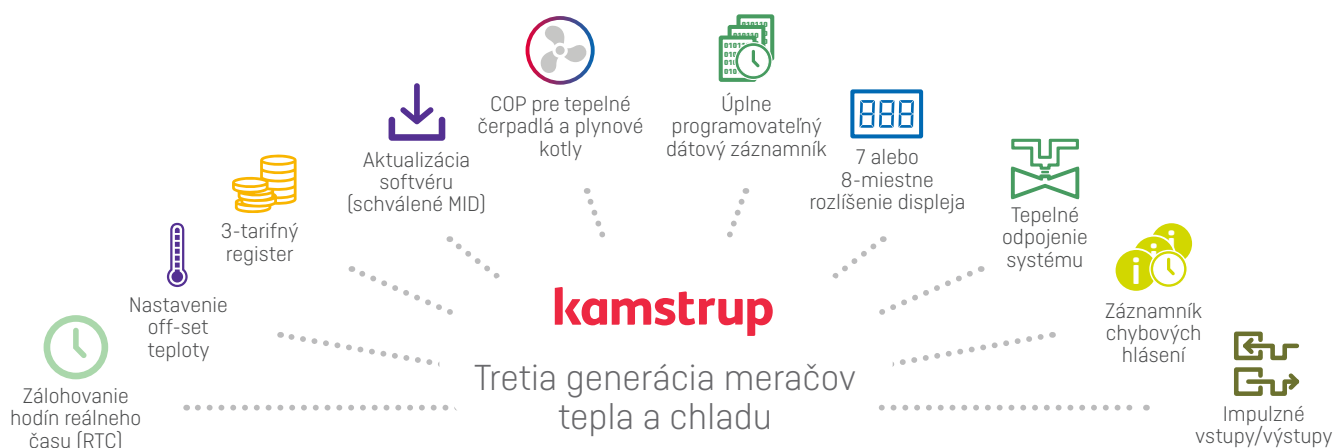 COP pre tepelné
čerpadlá a plynové
kotly
Úplne
programovateľný
dátový záznamník
888
7 alebo
8-miestne
rozlíšenie displeja
Aktualizácia
softvéru
(schválené MID)
Tepelné
odpojenie
systému
3-tarifný
register
Nastavenie
off-set
teploty
Záznamník
chybových
hlásení
Zálohovanie
hodín reálneho
času (RTC)
Impulzné
vstupy/výstupy
kamstrup
Tretia generácia meračov
tepla a chladu